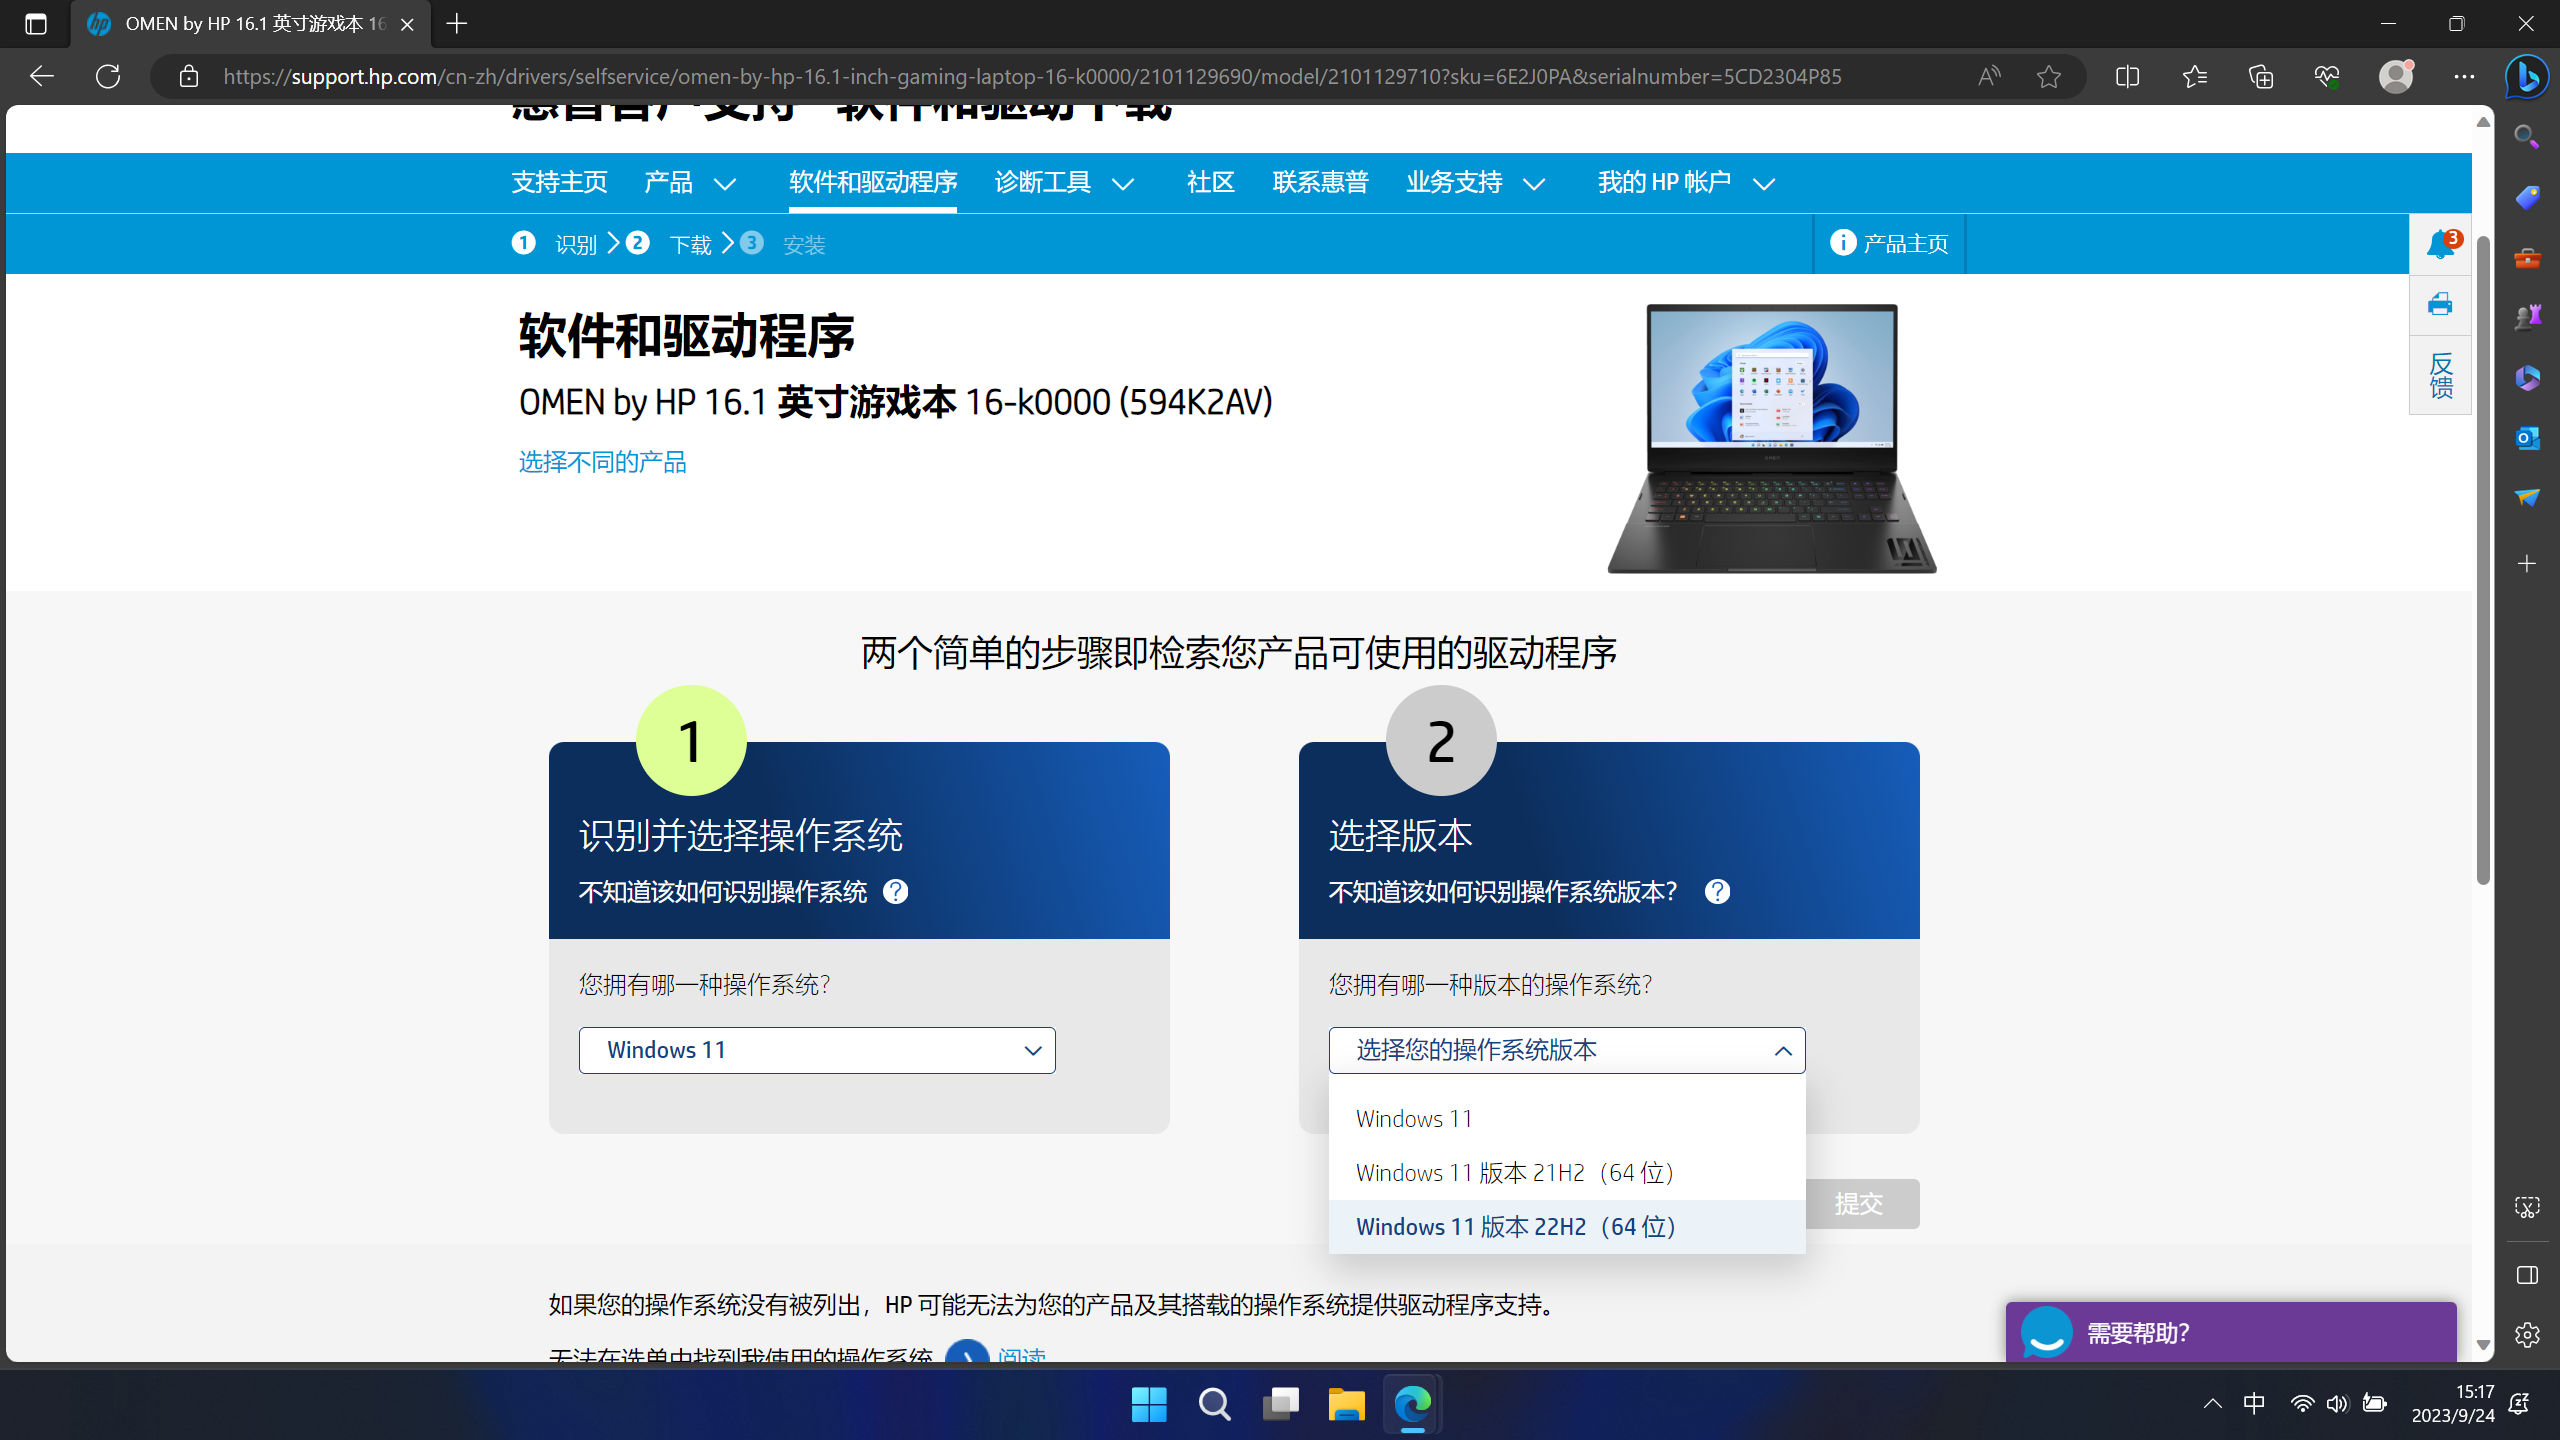 OMEN by HP 16.1 英寸游戏本 16
https://support.hp.com/cn-zh/drivers/selfservice/omen-by-hp-16.1-inch-gaming-laptop-16-k0000/2101129690/model/2101129710?sku=6E2J0PA&serialnumber=5CD2304P85
惠普客户支持 - 软件和驱动下载
支持主页 产品 软件和驱动程序 诊断工具 社区 联系惠普 业务支持 我的 HP 帐户
1 识别 2 下载 3 安装 产品主页
3
反馈
软件和驱动程序
OMEN by HP 16.1 英寸游戏本 16-k0000 (594K2AV)
选择不同的产品
两个简单的步骤即检索您产品可使用的驱动程序
1
识别并选择操作系统
不知道该如何识别操作系统 ?
您拥有哪一种操作系统?
Windows 11
2
选择版本
不知道该如何识别操作系统版本? ?
您拥有哪一种版本的操作系统?
选择您的操作系统版本
Windows 11
Windows 11 版本 21H2（64 位）
Windows 11 版本 22H2（64 位）
提交
如果您的操作系统没有被列出，HP 可能无法为您的产品及其搭载的操作系统提供驱动程序支持。
无法在选单中找到我使用的操作系统 阅读
需要帮助?
中
15:17
2023/9/24